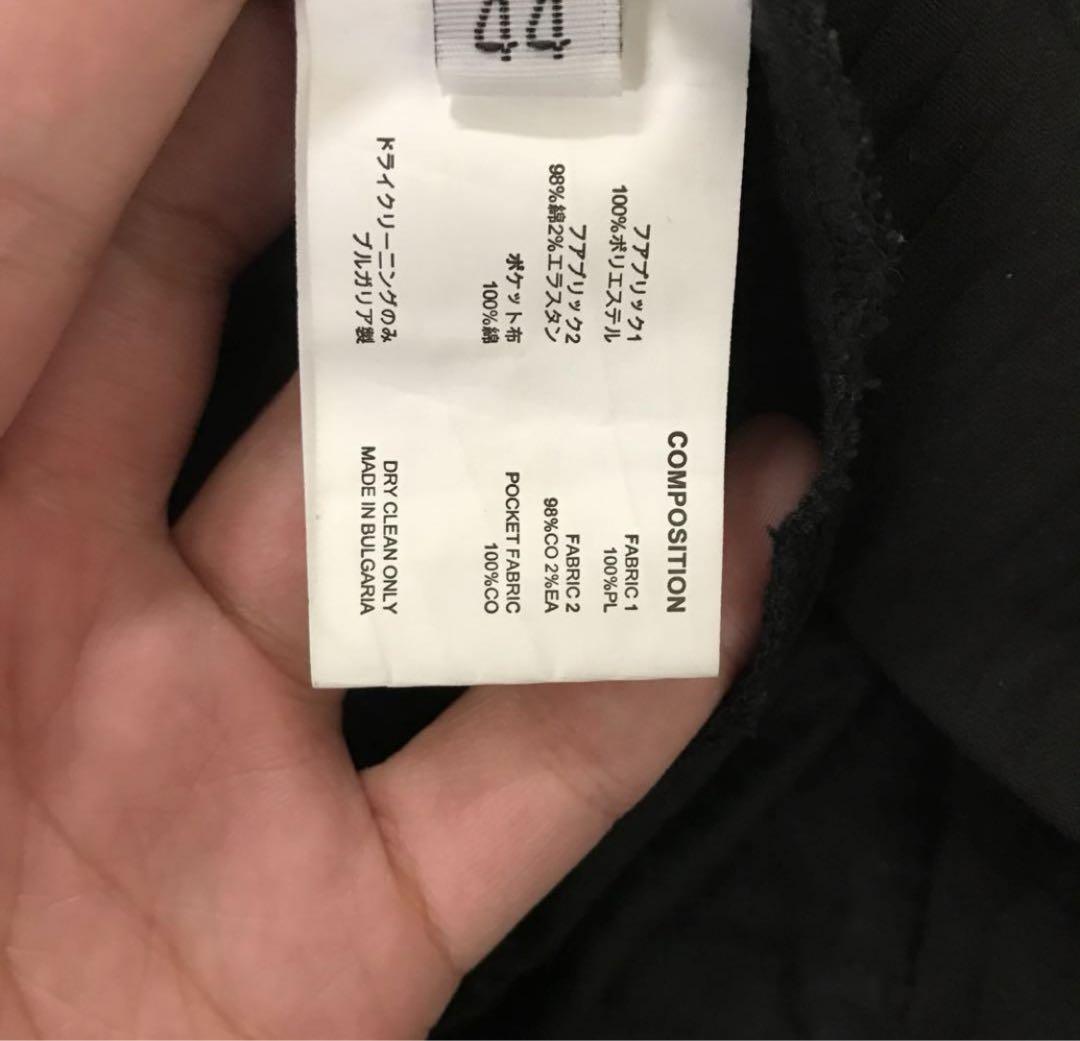 COMPOSITION
フアブリック1
100%ポリエステル
フアブリック2
98%綿2%エラスタン
ポケット布
100%綿
ドライクリーニングのみ
ブルガリア製
FABRIC 1
100%PL
FABRIC 2
98%CO 2%EA
POCKET FABRIC
100%CO
DRY CLEAN ONLY
MADE IN BULGARIA